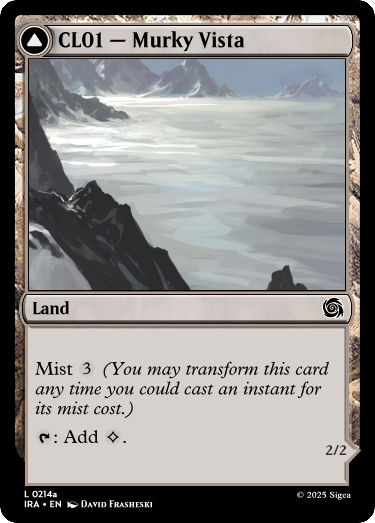 CL01 — Murky Vista
Land
Mist 3 (You may transform this card
any time you could cast an instant for
its mist cost.)
: Add .
2/2
L 0214a
IRA • EN David Frasheski
© 2025 Sigea